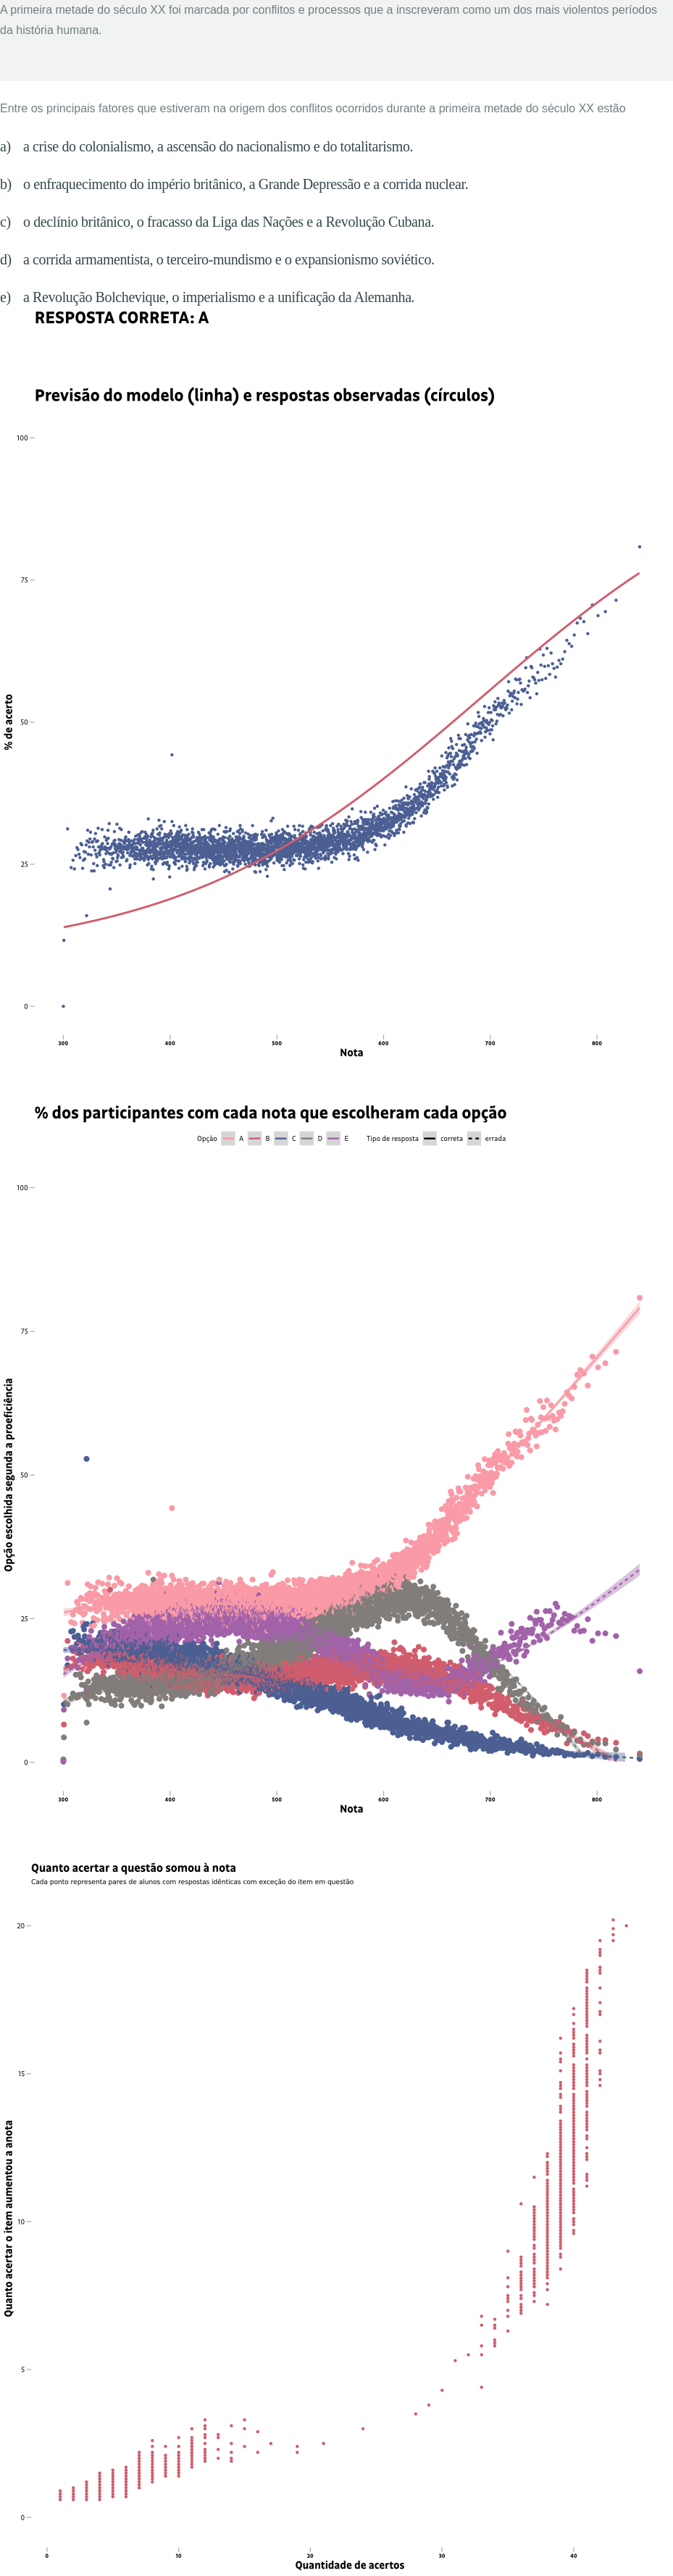 A primeira metade do século XX foi marcada por conflitos e processos que a inscreveram como um dos mais violentos períodos
da história humana.
Entre os principais fatores que estiveram na origem dos conflitos ocorridos durante a primeira metade do século XX estão
a) a crise do colonialismo, a ascensão do nacionalismo e do totalitarismo.
b) o enfraquecimento do império britânico, a Grande Depressão e a corrida nuclear.
c) o declínio britânico, o fracasso da Liga das Nações e a Revolução Cubana.
d) a corrida armamentista, o terceiro-mundismo e o expansionismo soviético.
e) a Revolução Bolchevique, o imperialismo e a unificação da Alemanha.
RESPOSTA CORRETA: A
Previsão do modelo (linha) e respostas observadas (círculos)
100
75
50
25
0
% de acerto
300 400 500 600 700 800
Nota
% dos participantes com cada nota que escolheram cada opção
Opção A B C D E Tipo de resposta correta errada
100
75
50
25
0
Opção escolhida segunda a proeficiência
300 400 500 600 700 800
Nota
Quanto acertar a questão somou à nota
Cada ponto representa pares de alunos com respostas idênticas com exceção do item em questão
20
15
10
5
0
Quanto acertar o item aumentou a anota
0 10 20 30 40
Quantidade de acertos